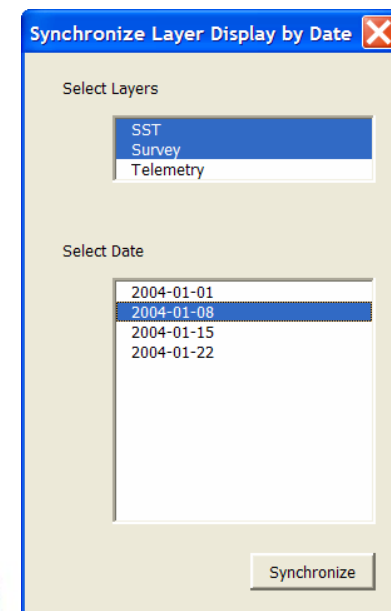 Synchronize Layer Display by Date
Select Layers
SST
Survey
Telemetry
Select Date
2004-01-01
2004-01-08
2004-01-15
2004-01-22
Synchronize